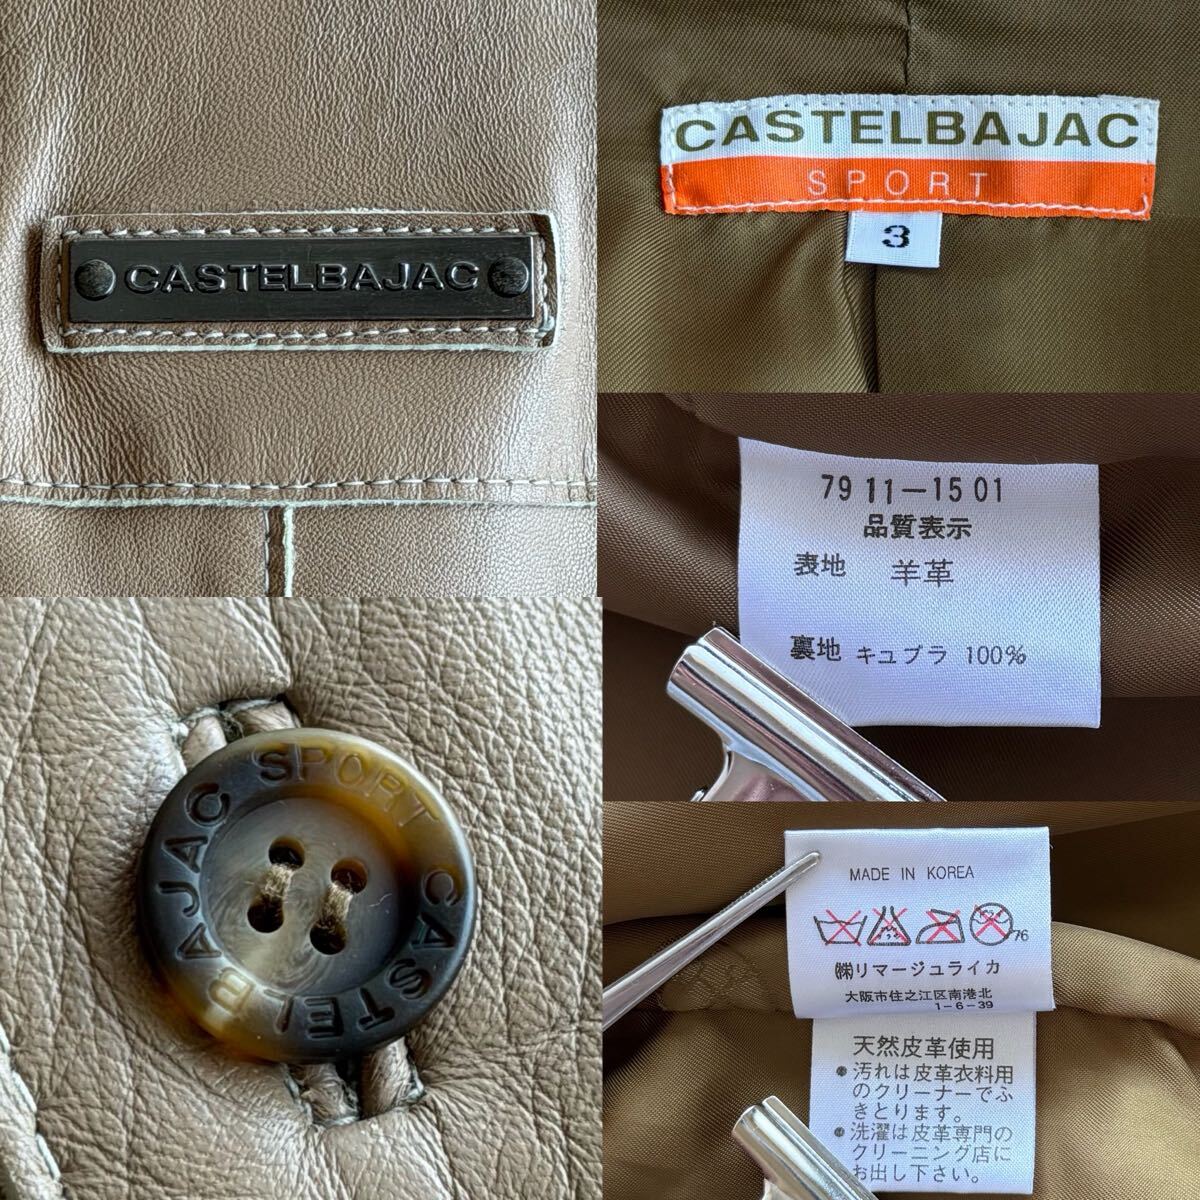 CASTELBAJAC
CASTELBAJAC
SPORT
3
79 11-15 01
品質表示
表地 羊革
裏地 キュプラ 100%
CASTELBAJAC SPORT
MADE IN KOREA
76
㈱リマージュライカ
大阪市住之江区南港北
1-6-39
天然皮革使用
●汚れは皮革衣料用
のクリーナーでふ
きとります。
●洗濯は皮革専門の
クリーニング店に
お出し下さい。